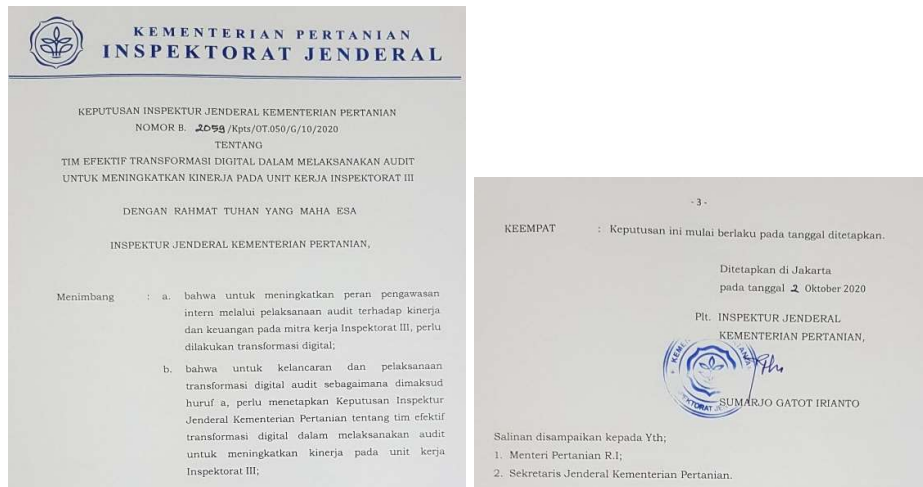 KEMENTERIAN PERTANIAN
INSPEKTORAT JENDERAL
KEPUTUSAN INSPEKTUR JENDERAL KEMENTERIAN PERTANIAN
NOMOR B. 2059/Kpts/OT.050/G/10/2020
TENTANG
TIM EFEKTIF TRANSFORMASI DIGITAL DALAM MELAKSANAKAN AUDIT
UNTUK MENINGKATKAN KINERJA PADA UNIT KERJA INSPEKTORAT III
DENGAN RAHMAT TUHAN YANG MAHA ESA
INSPEKTUR JENDERAL KEMENTERIAN PERTANIAN,
Menimbang : a. bahwa untuk meningkatkan peran pengawasan
intern melalui pelaksanaan audit terhadap kinerja
dan keuangan pada mitra kerja Inspektorat III, perlu
dilakukan transformasi digital;
b. bahwa untuk kelancaran dan pelaksanaan
transformasi digital audit sebagaimana dimaksud
huruf a, perlu menetapkan Keputusan Inspektur
Jenderal Kementerian Pertanian tentang tim efektif
transformasi digital dalam melaksanakan audit
untuk meningkatkan kinerja pada unit kerja
Inspektorat III;
- 3 -
KEEMPAT : Keputusan ini mulai berlaku pada tanggal ditetapkan.
Ditetapkan di Jakarta
pada tanggal 2 Oktober 2020
Plt. INSPEKTUR JENDERAL
KEMENTERIAN PERTANIAN,
SUMARJO GATOT IRIANTO
Salinan disampaikan kepada Yth;
1. Menteri Pertanian R.I;
2. Sekretaris Jenderal Kementerian Pertanian.